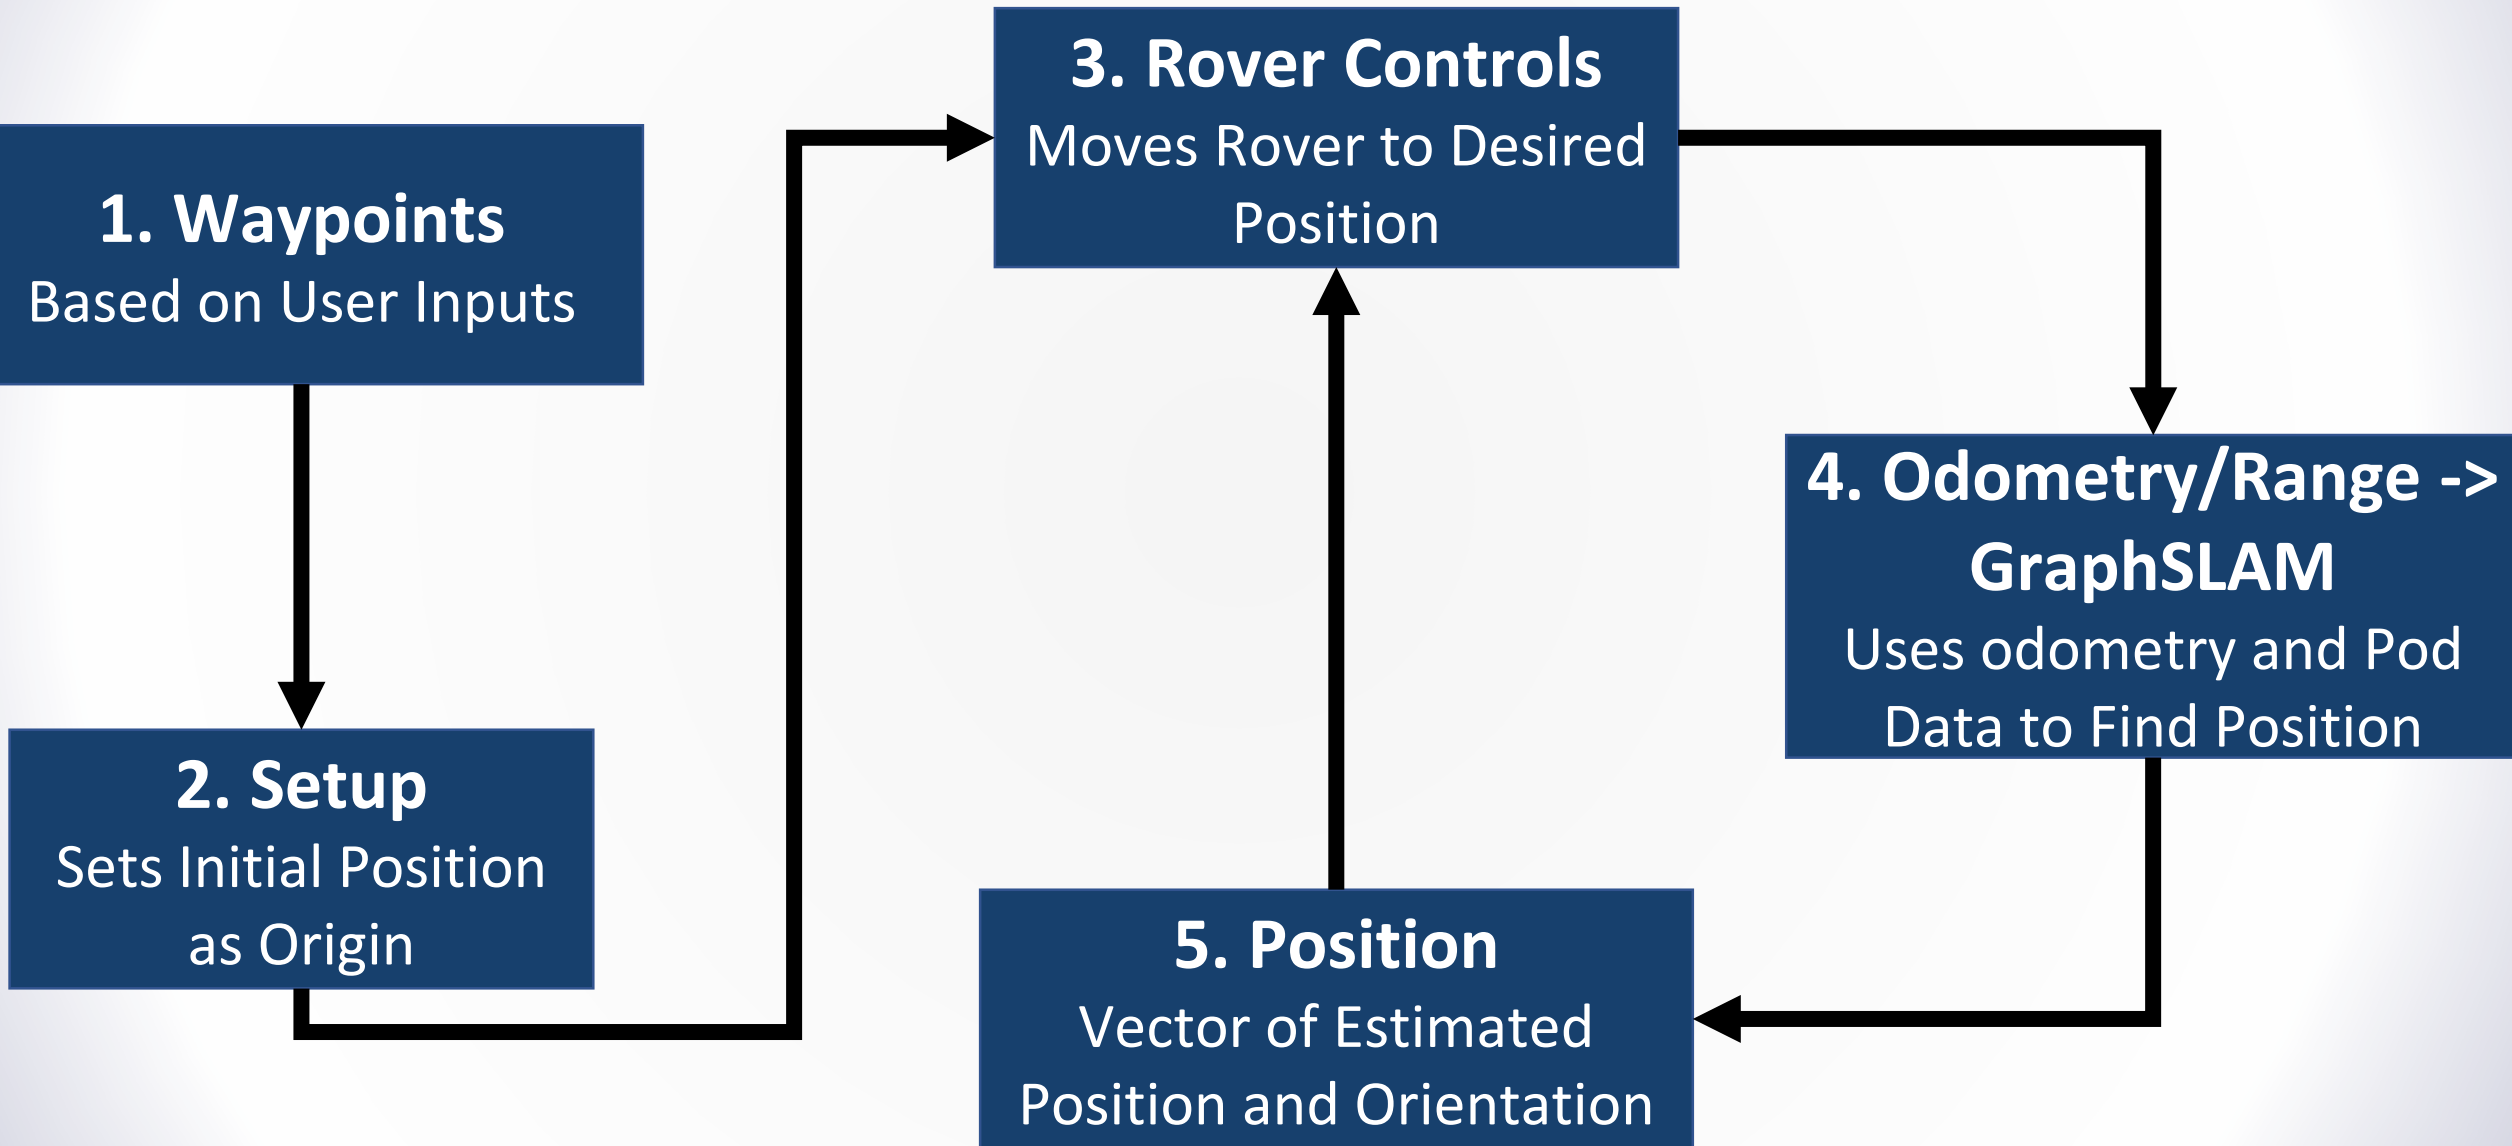 1. Waypoints
Based on User Inputs
2. Setup
Sets Initial Position
as Origin
3. Rover Controls
Moves Rover to Desired
Position
4. Odometry/Range ->
GraphSLAM
Uses odometry and Pod
Data to Find Position
5. Position
Vector of Estimated
Position and Orientation